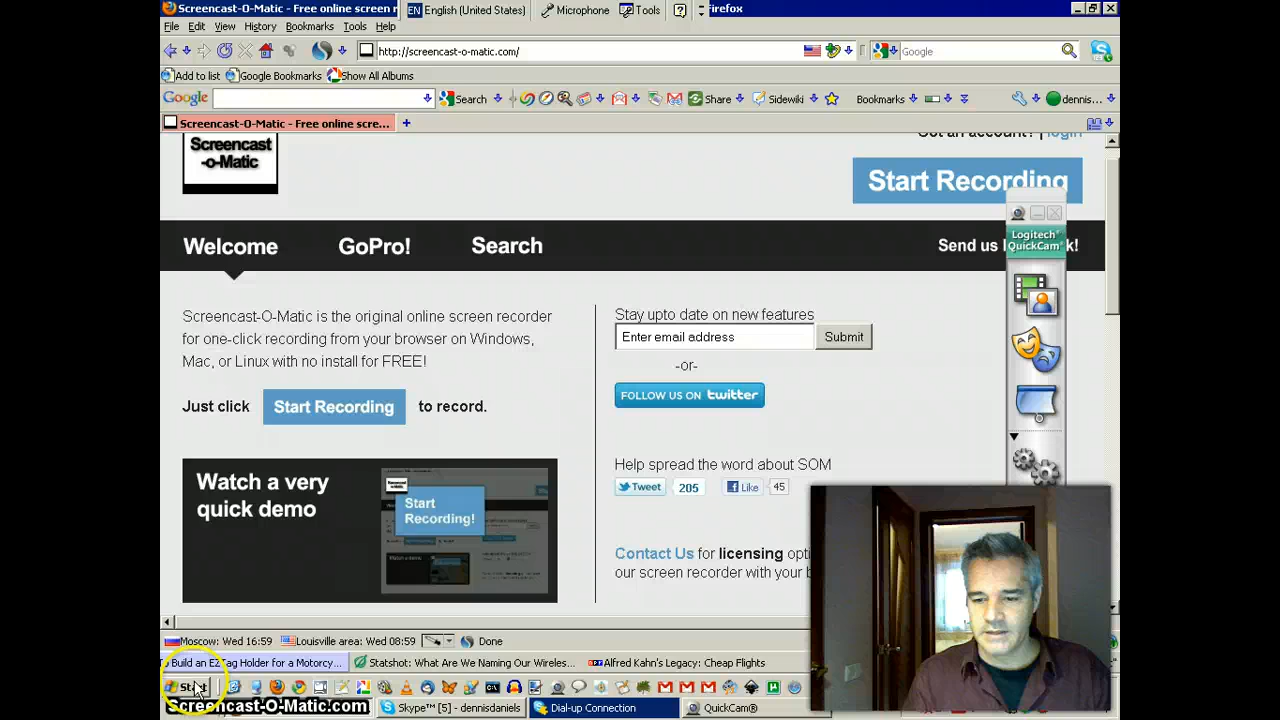 Screencast-O-Matic - Free online screen r
EN English (United States) Microphone Tools ?
irefox
File Edit View History Bookmarks Tools Help
http://screencast-o-matic.com/
Google
Add to list Google Bookmarks Show All Albums
Google Search Share Sidewiki Bookmarks dennis...
Screencast-O-Matic - Free online scre... +
Got an account? | login
Screencast
-o-Matic
Start Recording
Welcome GoPro! Search
Logitech®
QuickCam®
Screencast-O-Matic is the original online screen recorder
for one-click recording from your browser on Windows,
Mac, or Linux with no install for FREE!
Just click Start Recording to record.
Watch a very
quick demo
Start
Recording!
Stay upto date on new features
Enter email address Submit
-or-
FOLLOW US ON twitter
Help spread the word about SOM
Tweet 205 Like 45
Contact Us for licensing opti
our screen recorder with your b
Moscow: Wed 16:59 Louisville area: Wed 08:59 Done
Build an EZ Tag Holder for a Motorcy... Statshot: What Are We Naming Our Wireles... Alfred Kahn's Legacy: Cheap Flights
Start
Screencast-O-Matic.com Skype™ [5] - dennisdaniels Dial-up Connection QuickCam®